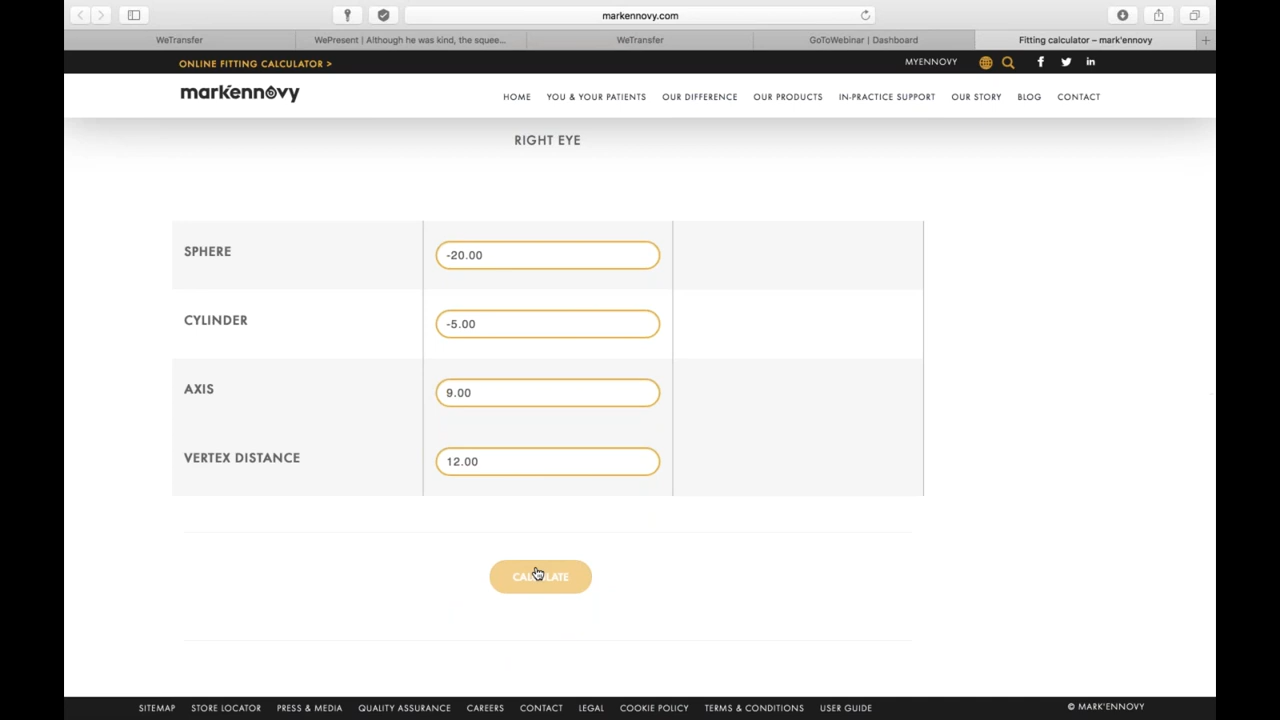 markennovy.com
WeTransfer
WePresent | Although he was kind, the squee...
WeTransfer
GoToWebinar | Dashboard
Fitting calculator – mark'ennovy
ONLINE FITTING CALCULATOR >
MYENNOVY
mark'ennovy
HOME YOU & YOUR PATIENTS OUR DIFFERENCE OUR PRODUCTS IN-PRACTICE SUPPORT OUR STORY BLOG CONTACT
RIGHT EYE
SPHERE -20.00
CYLINDER -5.00
AXIS 9.00
VERTEX DISTANCE 12.00
CALCULATE
SITEMAP STORE LOCATOR PRESS & MEDIA QUALITY ASSURANCE CAREERS CONTACT LEGAL COOKIE POLICY TERMS & CONDITIONS USER GUIDE © MARK'ENNOVY